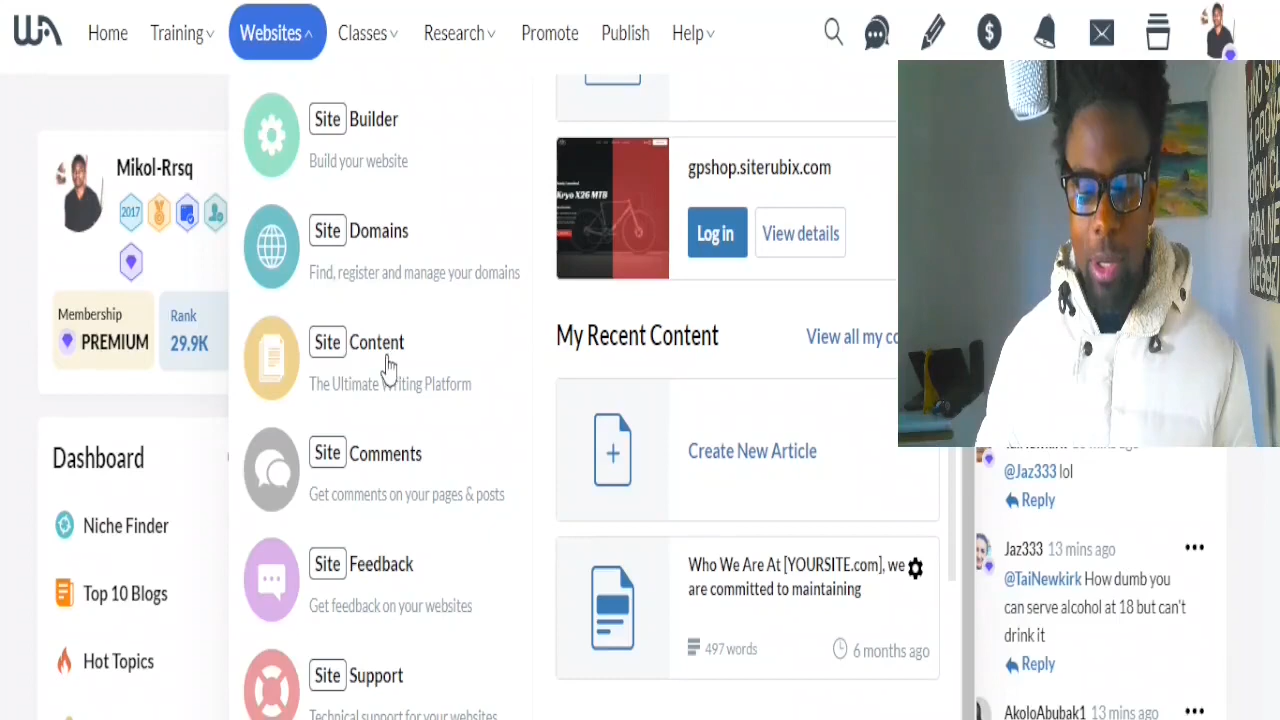 WA Home Training Websites Classes Research Promote Publish Help
Mikol-Rrsq
2017
Membership
PREMIUM
Rank
29.9K
Dashboard
Niche Finder
Top 10 Blogs
Hot Topics
Site Builder
Build your website
Site Domains
Find, register and manage your domains
Site Content
The Ultimate Writing Platform
Site Comments
Get comments on your pages & posts
Site Feedback
Get feedback on your websites
Site Support
Technical support for your websites
Kryo X26 MTB
gpshop.siterubix.com
Log in
View details
My Recent Content
View all my co
Create New Article
Who We Are At [YOURSITE.com], we
are committed to maintaining
497 words
6 months ago
@Jaz333 lol
Reply
Jaz333 13 mins ago
@TaiNewkirk How dumb you
can serve alcohol at 18 but can't
drink it
Reply
AkoloAbubak1 13 mins ago